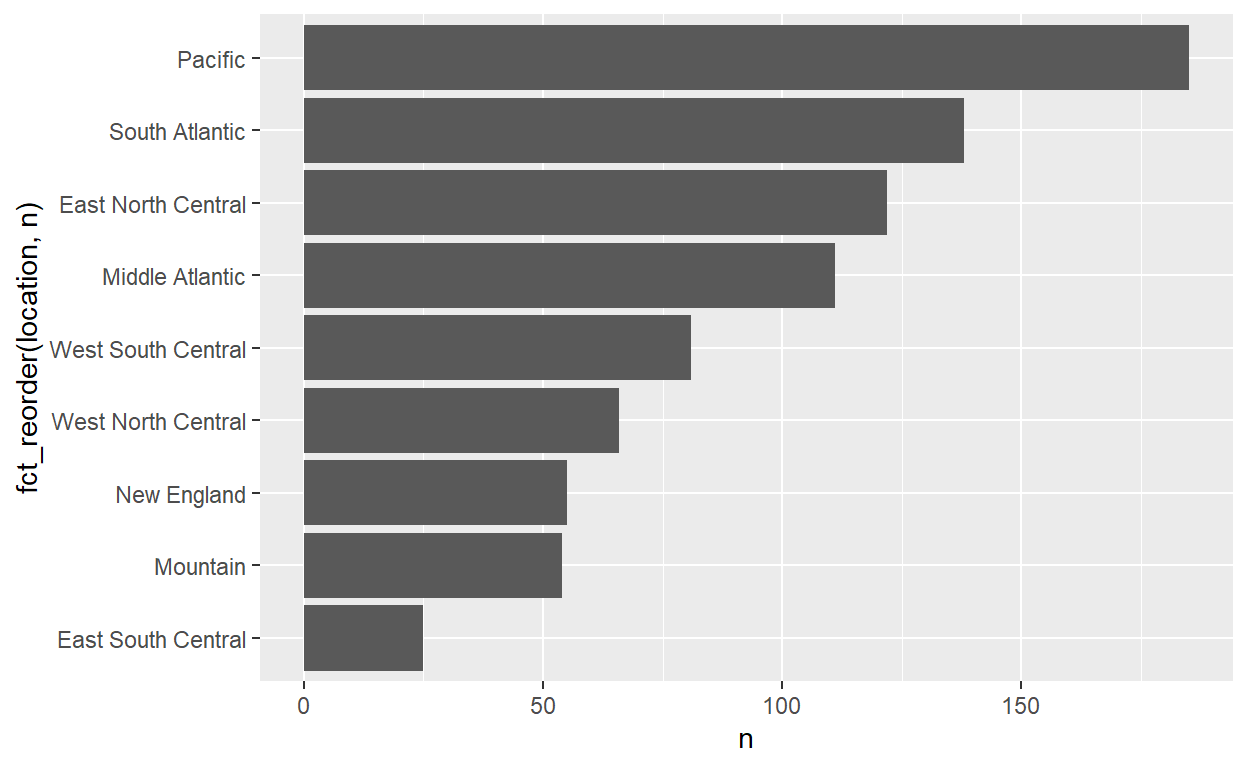 fct_reorder(location, n)
Pacific
South Atlantic
East North Central
Middle Atlantic
West South Central
West North Central
New England
Mountain
East South Central
0 50 100 150
n